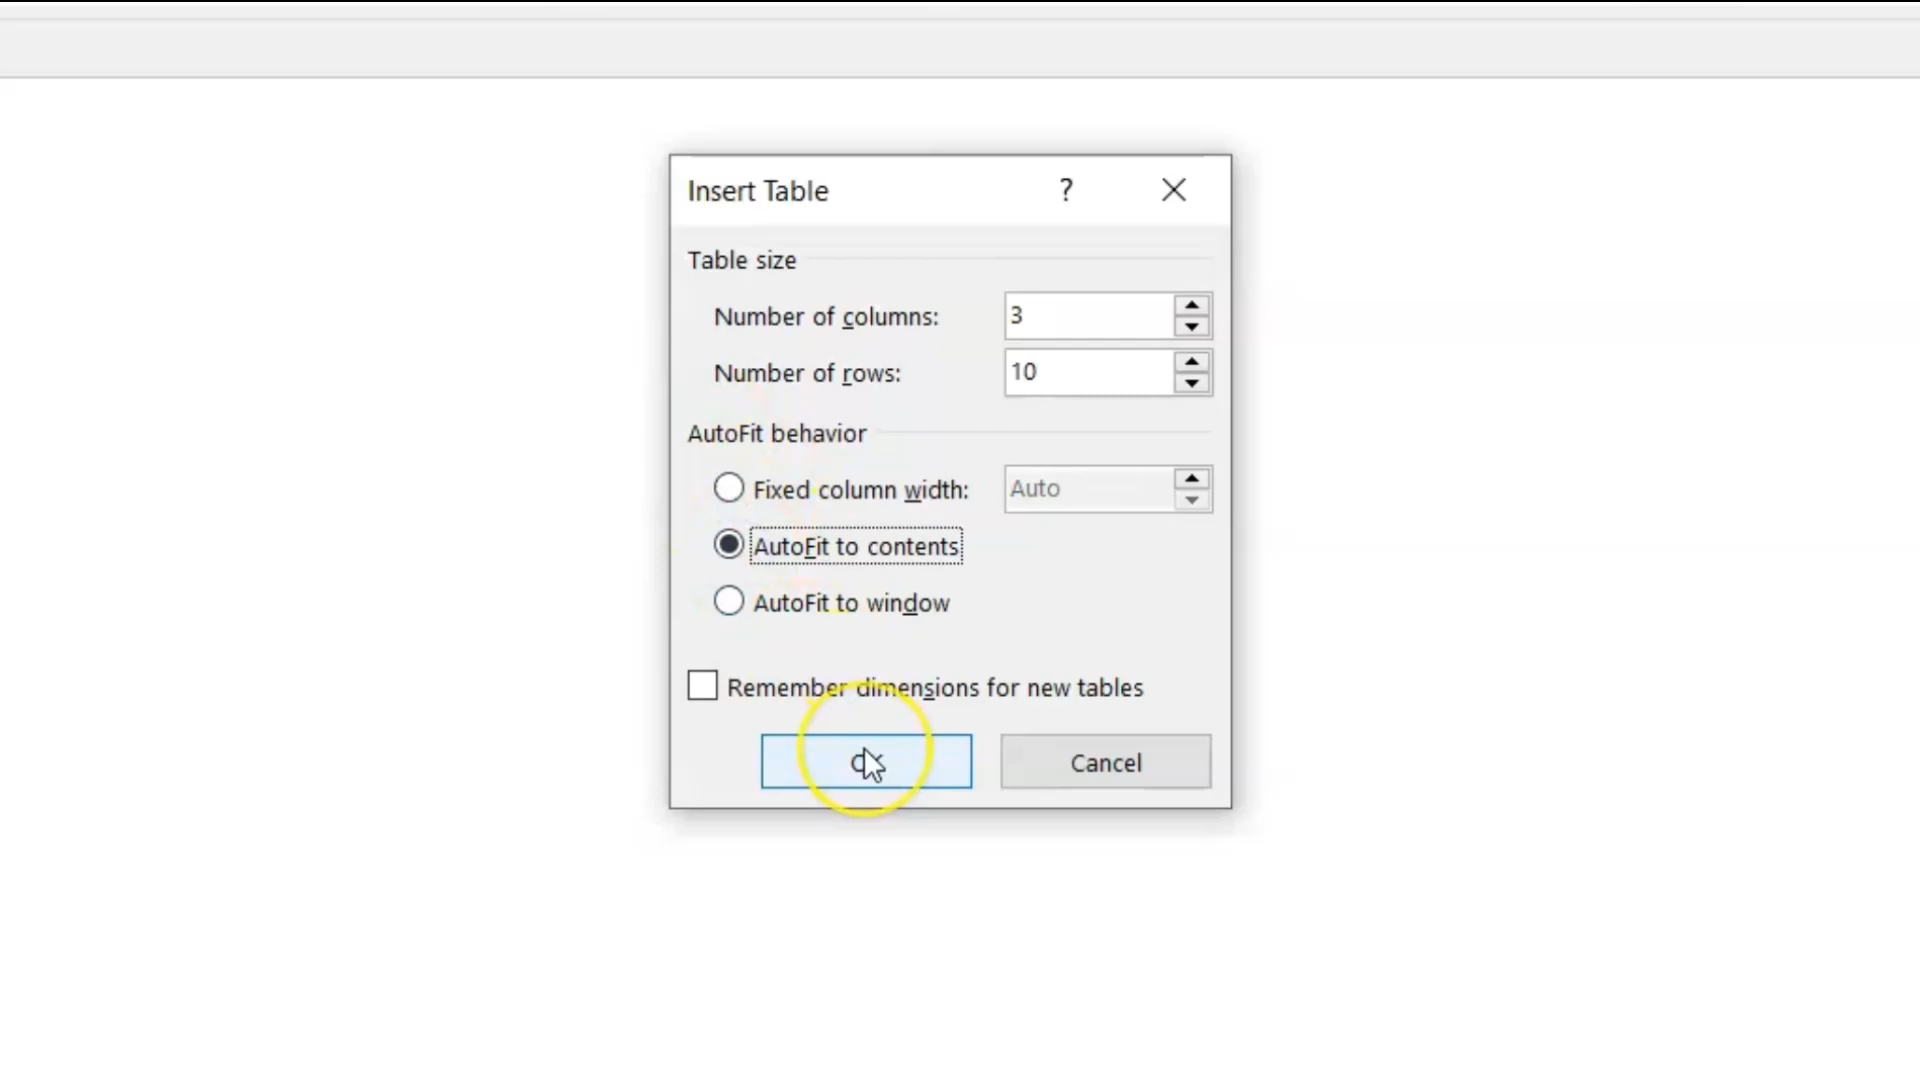 Insert Table ?
Table size
Number of columns: 3
Number of rows: 10
AutoFit behavior
Fixed column width: Auto
AutoFit to contents
AutoFit to window
Remember dimensions for new tables
Cancel